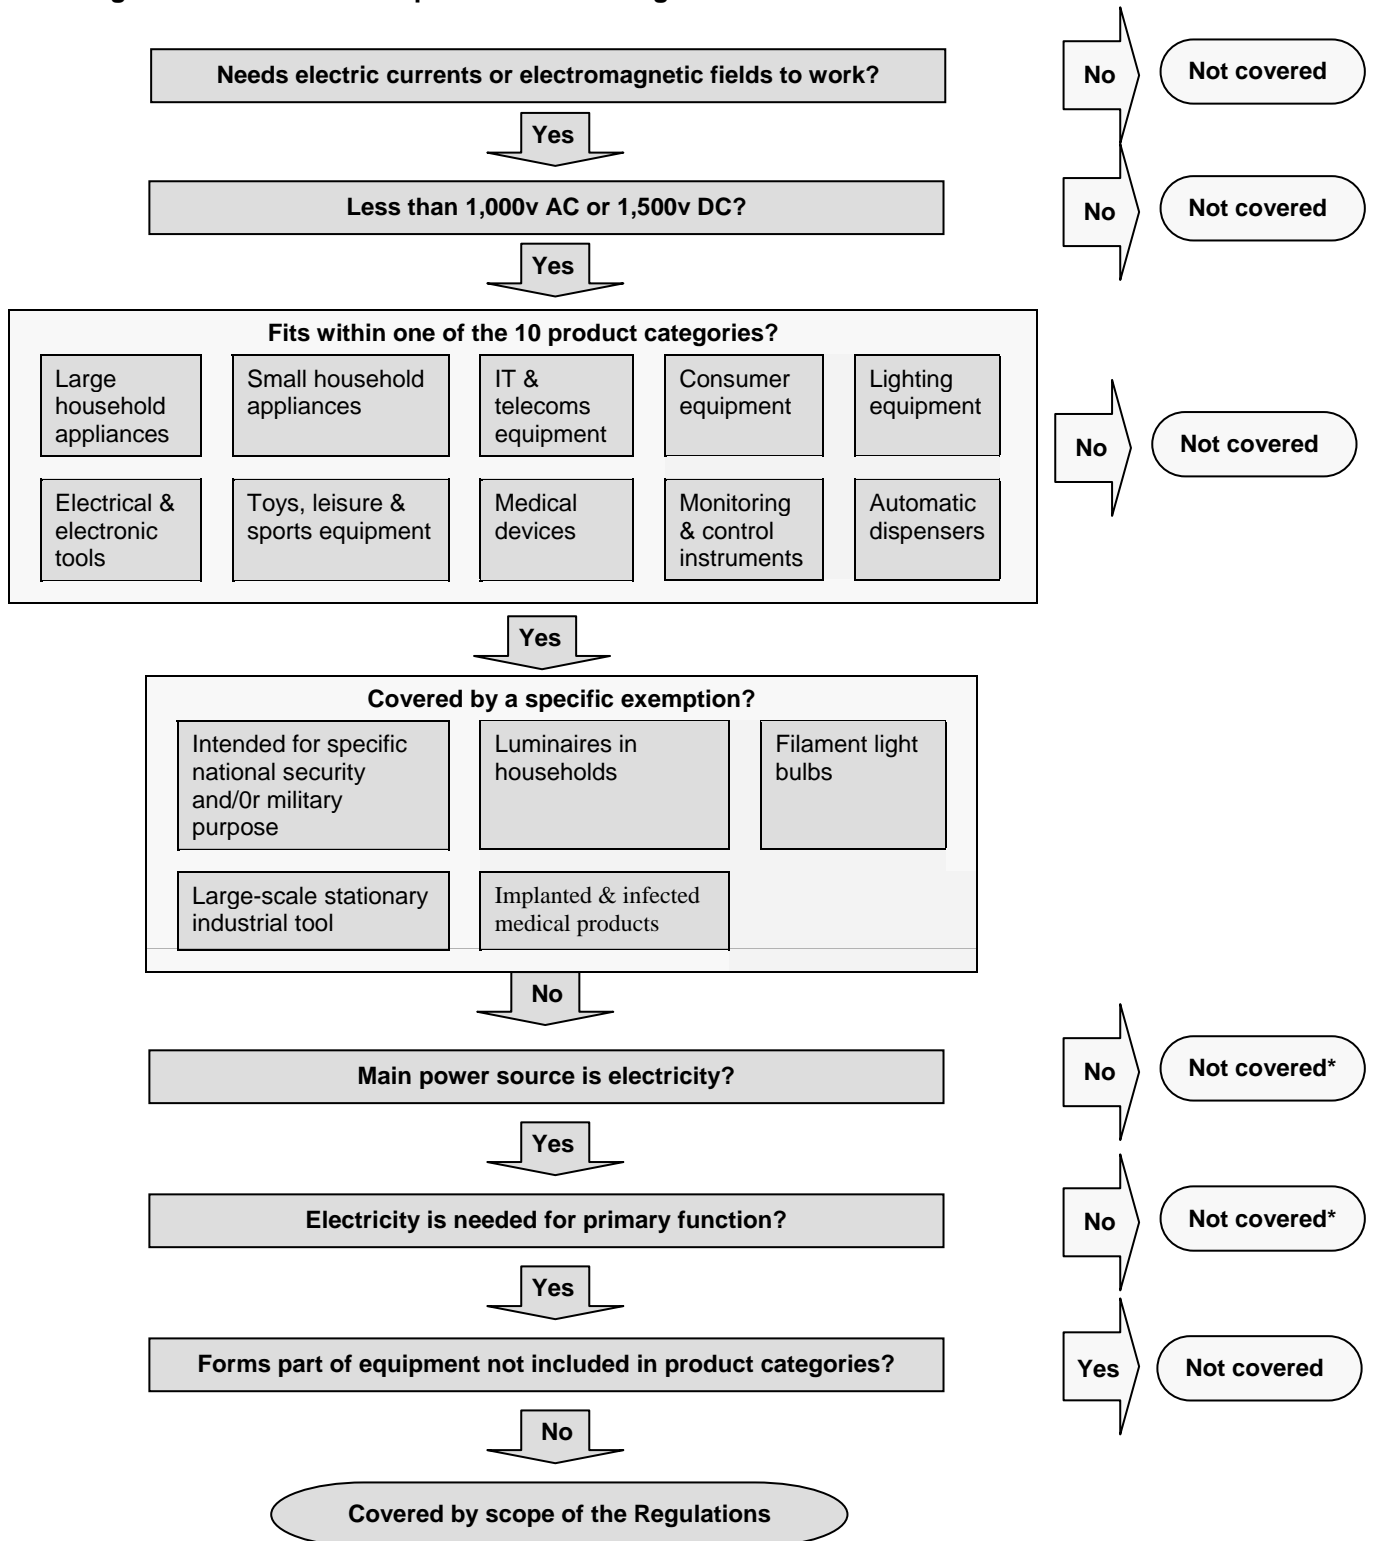 Needs electric currents or electromagnetic fields to work?
No
Not covered
Yes
Less than 1,000v AC or 1,500v DC?
No
Not covered
Yes
Fits within one of the 10 product categories?
Large
household
appliances
Small household
appliances
IT &
telecoms
equipment
Consumer
equipment
Lighting
equipment
No
Not covered
Electrical &
electronic
tools
Toys, leisure &
sports equipment
Medical
devices
Monitoring
& control
instruments
Automatic
dispensers
Yes
Covered by a specific exemption?
Intended for specific
national security
and/0r military
purpose
Luminaires in
households
Filament light
bulbs
Large-scale stationary
industrial tool
Implanted & infected
medical products
No
Main power source is electricity?
No
Not covered*
Yes
Electricity is needed for primary function?
No
Not covered*
Yes
Forms part of equipment not included in product categories?
Yes
Not covered
No
Covered by scope of the Regulations